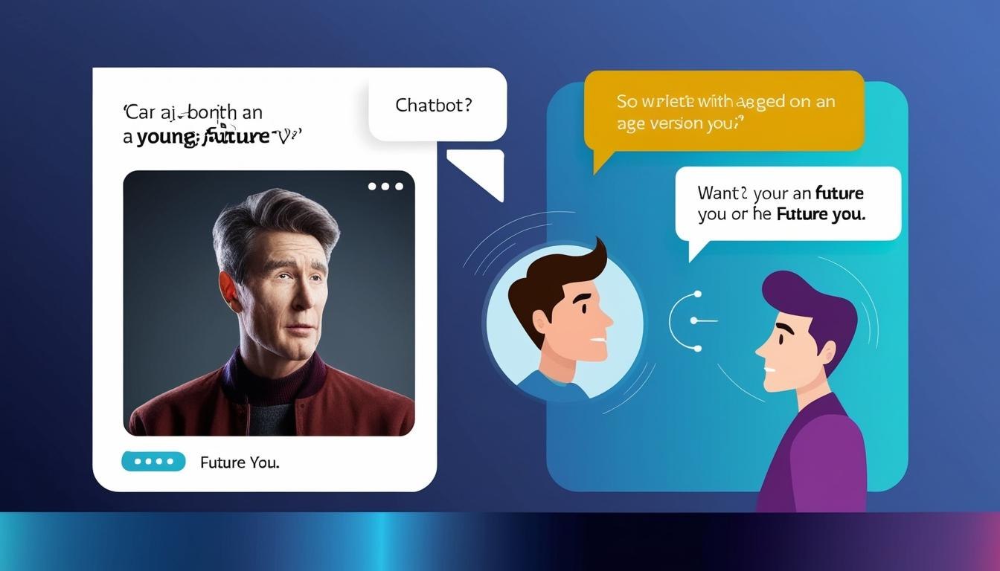 an
a young; future
Chatbot?
So with on an
age version you?
Want? your an future
you or he Future you.
Future You.